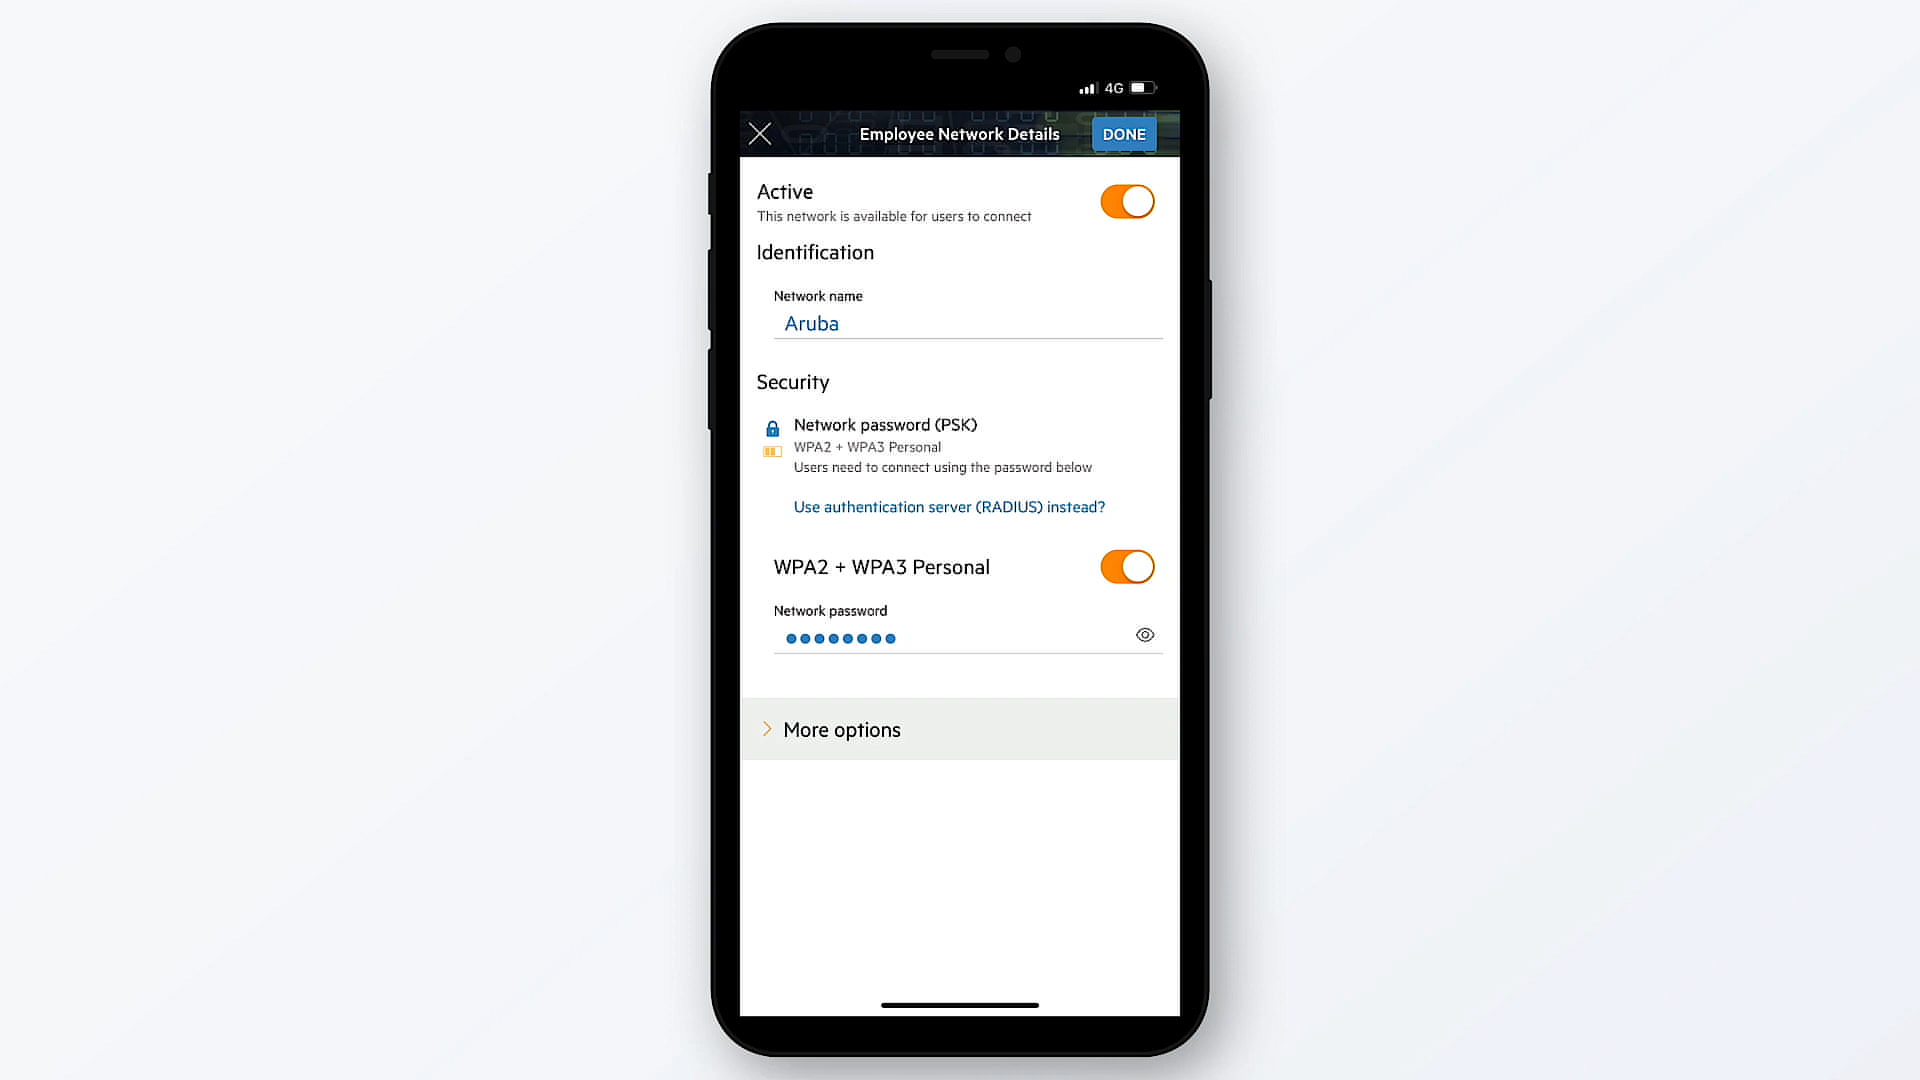 4G
Employee Network Details
DONE
Active
This network is available for users to connect
Identification
Network name
Aruba
Security
Network password (PSK)
WPA2 + WPA3 Personal
Users need to connect using the password below
Use authentication server (RADIUS) instead?
WPA2 + WPA3 Personal
Network password
More options